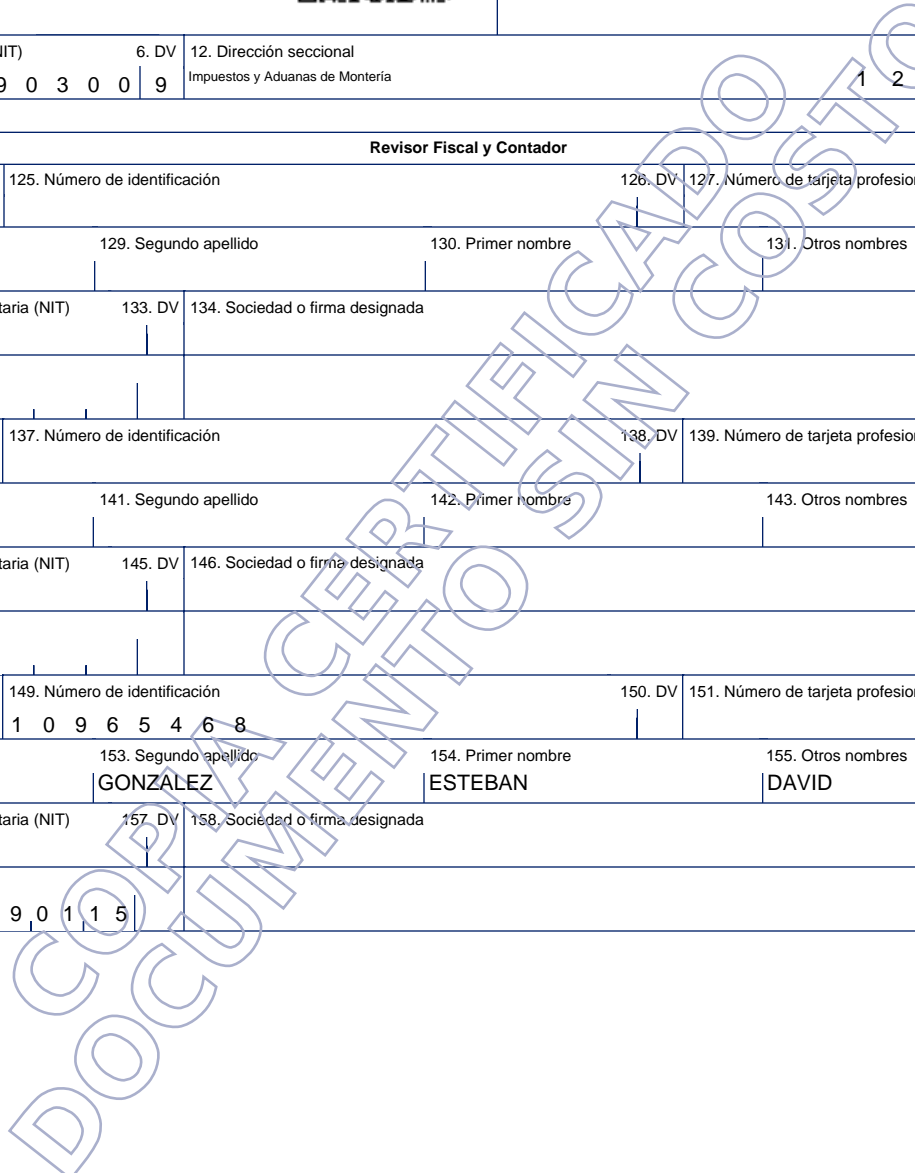 NIT) 6. DV 12. Dirección seccional
9 0 3 0 0 9 Impuestos y Aduanas de Montería 1 2
Revisor Fiscal y Contador
125. Número de identificación 126. DV 127. Número de tarjeta profesion
129. Segundo apellido 130. Primer nombre 131. Otros nombres
taria (NIT) 133. DV 134. Sociedad o firma designada
137. Número de identificación 138. DV 139. Número de tarjeta profesion
141. Segundo apellido 142. Primer nombre 143. Otros nombres
taria (NIT) 145. DV 146. Sociedad o firma designada
149. Número de identificación 150. DV 151. Número de tarjeta profesion
1 0 9 6 5 4 6 8
153. Segundo apellido 154. Primer nombre 155. Otros nombres
GONZALEZ ESTEBAN DAVID
taria (NIT) 157. DV 158. Sociedad o firma designada
9 0 1 1 5
COPIA CERTIFICADO
DOCUMENTO SIN COSTO